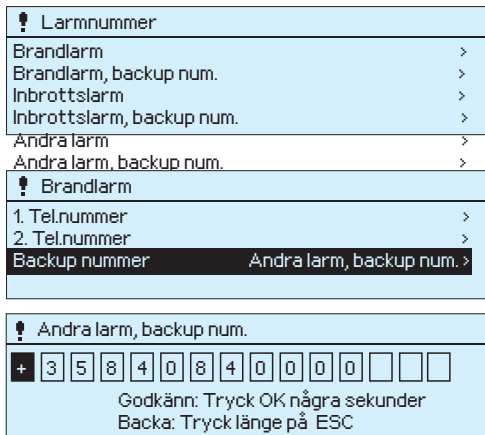 Larmnummer
Brandlarm >
Brandlarm, backup num. >
Inbrottslarm >
Inbrottslarm, backup num. >
Andra larm >
Andra larm, backup num. >
Brandlarm
1. Tel.nummer >
2. Tel.nummer >
Backup nummer Andra larm, backup num. >
Andra larm, backup num.
+ 3 5 8 4 0 8 4 0 0 0 0
Godkänn: Tryck OK några sekunder
Backa: Tryck länge på ESC